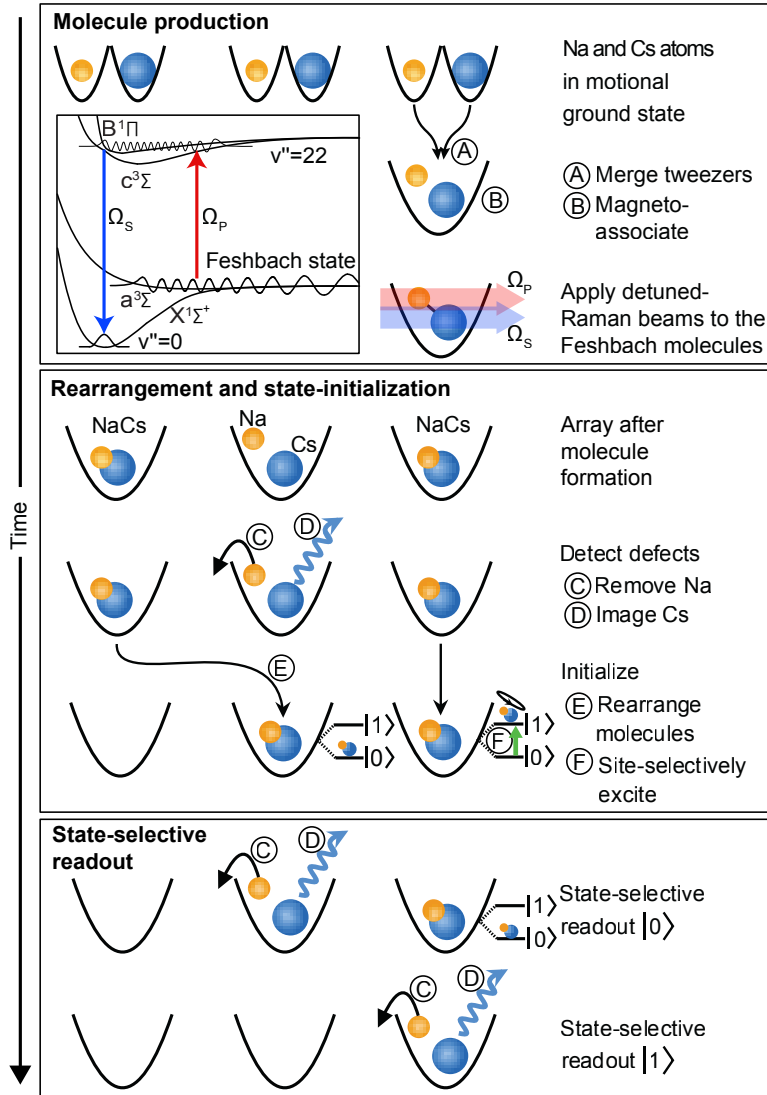 Time
Molecule production
Na and Cs atoms
in motional
ground state
B¹Π
v"=22
c³Σ
Ω_S
Ω_P
Feshbach state
a³Σ
X¹Σ⁺
v"=0
A
B
A Merge tweezers
B Magneto-
associate
Ω_P
Ω_S
Apply detuned-
Raman beams to the
Feshbach molecules
Rearrangement and state-initialization
NaCs
Na
Cs
NaCs
Array after
molecule
formation
C
D
Detect defects
C Remove Na
D Image Cs
E
|1⟩
|0⟩
F
|1⟩
|0⟩
Initialize
E Rearrange
molecules
F Site-selectively
excite
State-selective
readout
C
D
|1⟩
|0⟩
State-selective
readout |0⟩
C
D
State-selective
readout |1⟩